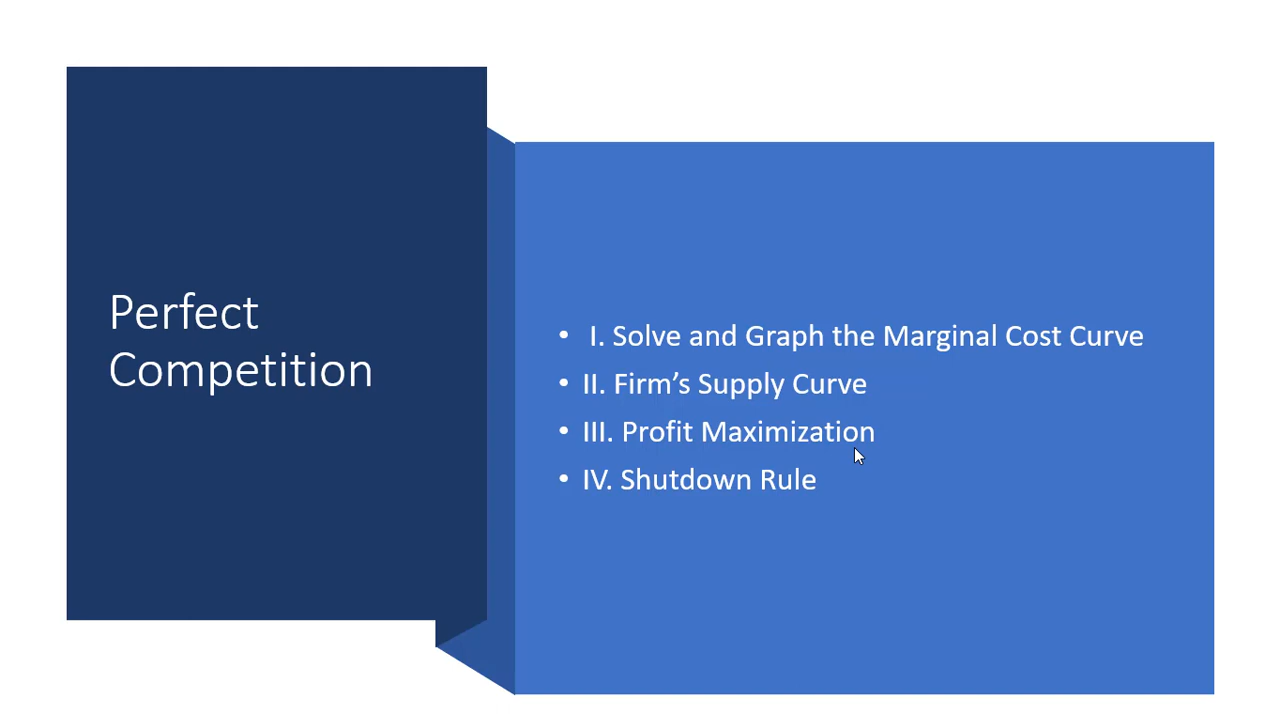 Perfect
Competition
• I. Solve and Graph the Marginal Cost Curve
• II. Firm’s Supply Curve
• III. Profit Maximization
• IV. Shutdown Rule